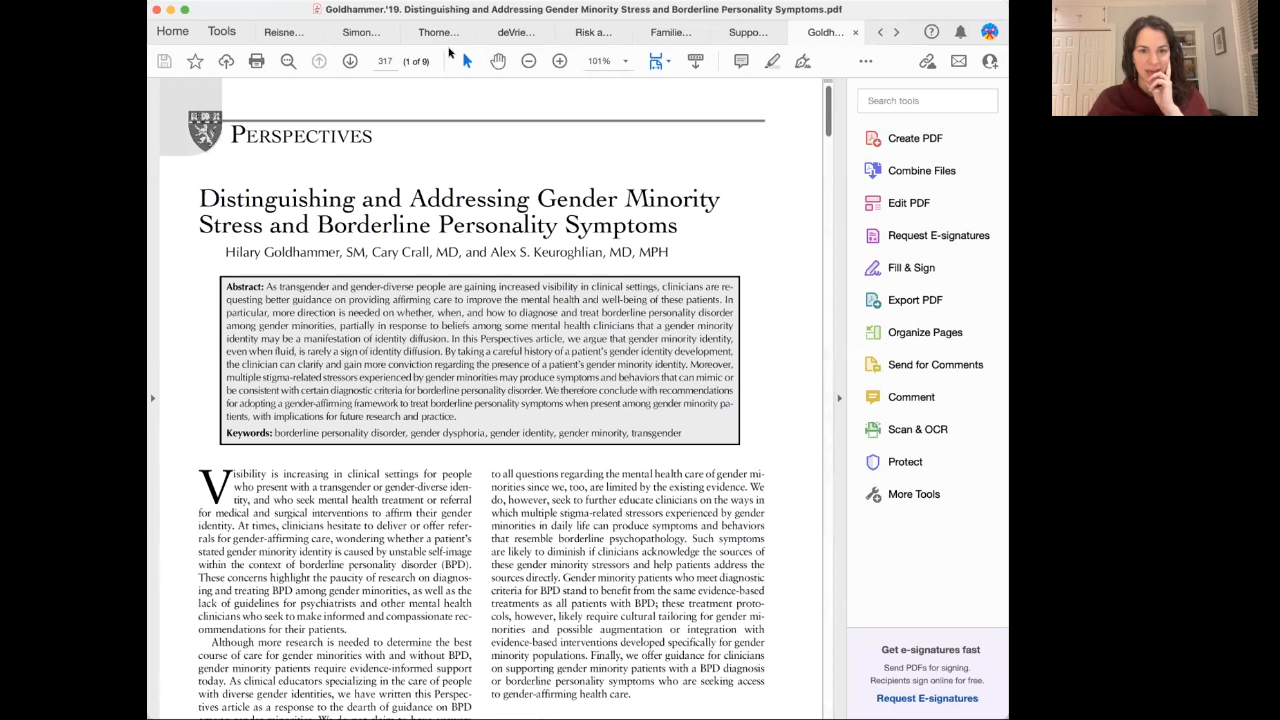 Goldhammer.'19. Distinguishing and Addressing Gender Minority Stress and Borderline Personality Symptoms.pdf
Home Tools Reisne... Simon... Thorne... deVrie... Risk a... Familie... Suppo... Goldh... ×
317 (1 of 9) 101%
PERSPECTIVES
Distinguishing and Addressing Gender Minority
Stress and Borderline Personality Symptoms
Hilary Goldhammer, SM, Cary Crall, MD, and Alex S. Keuroghlian, MD, MPH
Abstract: As transgender and gender-diverse people are gaining increased visibility in clinical settings, clinicians are re-
questing better guidance on providing affirming care to improve the mental health and well-being of these patients. In
particular, more direction is needed on whether, when, and how to diagnose and treat borderline personality disorder
among gender minorities, partially in response to beliefs among some mental health clinicians that a gender minority
identity may be a manifestation of identity diffusion. In this Perspectives article, we argue that gender minority identity,
even when fluid, is rarely a sign of identity diffusion. By taking a careful history of a patient's gender identity development,
the clinician can clarify and gain more conviction regarding the presence of a patient's gender minority identity. Moreover,
multiple stigma-related stressors experienced by gender minorities may produce symptoms and behaviors that can mimic or
be consistent with certain diagnostic criteria for borderline personality disorder. We therefore conclude with recommendations
for adopting a gender-affirming framework to treat borderline personality symptoms when present among gender minority pa-
tients, with implications for future research and practice.
Keywords: borderline personality disorder, gender dysphoria, gender identity, gender minority, transgender
Visibility is increasing in clinical settings for people
who present with a transgender or gender-diverse iden-
tity, and who seek mental health treatment or referral
for medical and surgical interventions to affirm their gender
identity. At times, clinicians hesitate to deliver or offer refer-
rals for gender-affirming care, wondering whether a patient's
stated gender minority identity is caused by unstable self-image
within the context of borderline personality disorder (BPD).
These concerns highlight the paucity of research on diagnos-
ing and treating BPD among gender minorities, as well as the
lack of guidelines for psychiatrists and other mental health
clinicians who seek to make informed and compassionate rec-
ommendations for their patients.
Although more research is needed to determine the best
course of care for gender minorities with and without BPD,
gender minority patients require evidence-informed support
today. As clinical educators specializing in the care of people
with diverse gender identities, we have written this Perspec-
tives article as a response to the dearth of guidance on BPD
to all questions regarding the mental health care of gender mi-
norities since we, too, are limited by the existing evidence. We
do, however, seek to further educate clinicians on the ways in
which multiple stigma-related stressors experienced by gender
minorities in daily life can produce symptoms and behaviors
that resemble borderline psychopathology. Such symptoms
are likely to diminish if clinicians acknowledge the sources of
these gender minority stressors and help patients address the
sources directly. Gender minority patients who meet diagnostic
criteria for BPD stand to benefit from the same evidence-based
treatments as all patients with BPD; these treatment proto-
cols, however, likely require cultural tailoring for gender mi-
norities and possible augmentation or integration with
evidence-based interventions developed specifically for gender
minority populations. Finally, we offer guidance for clinicians
on supporting gender minority patients with a BPD diagnosis
or borderline personality symptoms who are seeking access
to gender-affirming health care.
Search tools
Create PDF
Combine Files
Edit PDF
Request E-signatures
Fill & Sign
Export PDF
Organize Pages
Send for Comments
Comment
Scan & OCR
Protect
More Tools
Get e-signatures fast
Send PDFs for signing.
Recipients sign online for free.
Request E-signatures